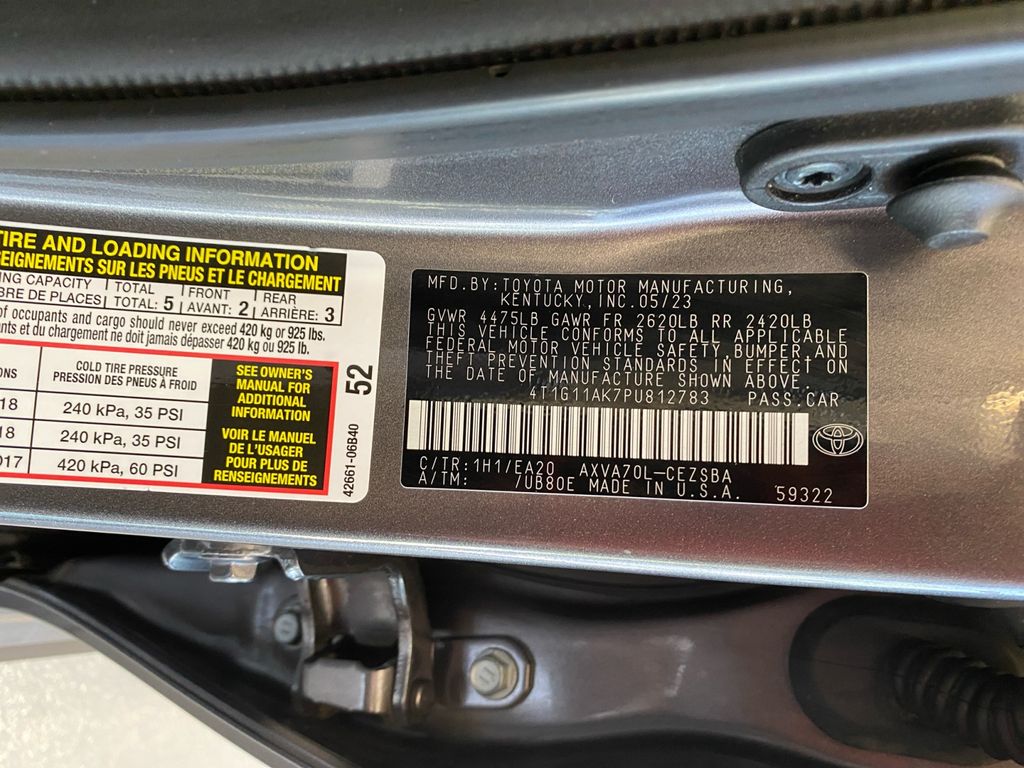 TIRE AND LOADING INFORMATION
SEIGNEMENTS SUR LES PNEUS ET LE CHARGEMENT
ING CAPACITY TOTAL FRONT REAR
BRE DE PLACES TOTAL: 5 AVANT: 2 ARRIÈRE: 3
of occupants and cargo should never exceed 420 kg or 925 lbs.
ants et du chargement ne doit jamais dépasser 420 kg ou 925 lb.
ONS
COLD TIRE PRESSURE
PRESSION DES PNEUS À FROID
18 240 kPa, 35 PSI
18 240 kPa, 35 PSI
017 420 kPa, 60 PSI
SEE OWNER'S
MANUAL FOR
ADDITIONAL
INFORMATION
VOIR LE MANUEL
DE L'USAGER
POUR PLUS DE
RENSEIGNEMENTS
52
42661-06B40
MFD.BY:TOYOTA MOTOR MANUFACTURING,
KENTUCKY,INC.05/23
GVWR 4475LB GAWR FR 2620LB RR 2420LB
THIS VEHICLE CONFORMS TO ALL APPLICABLE
FEDERAL MOTOR VEHICLE SAFETY,BUMPER,AND
THEFT PREVENTION STANDARDS IN EFFECT ON
THE DATE OF MANUFACTURE SHOWN ABOVE.
4T1G11AK7PU812783 PASS.CAR
C/TR:1H1/EA20 AXVA70L-CEZSBA
A/TM: 7UB80E MADE IN U.S.A. 59322